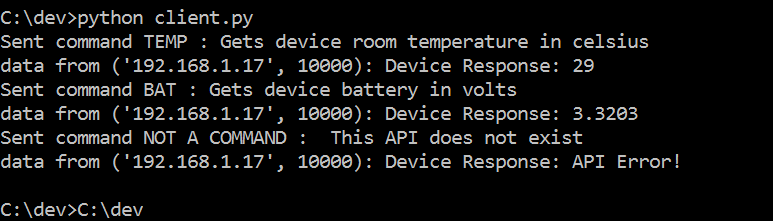 C:\dev>python client.py
Sent command TEMP : Gets device room temperature in celsius
data from ('192.168.1.17', 10000): Device Response: 29
Sent command BAT : Gets device battery in volts
data from ('192.168.1.17', 10000): Device Response: 3.3203
Sent command NOT A COMMAND :  This API does not exist
data from ('192.168.1.17', 10000): Device Response: API Error!
C:\dev>C:\dev